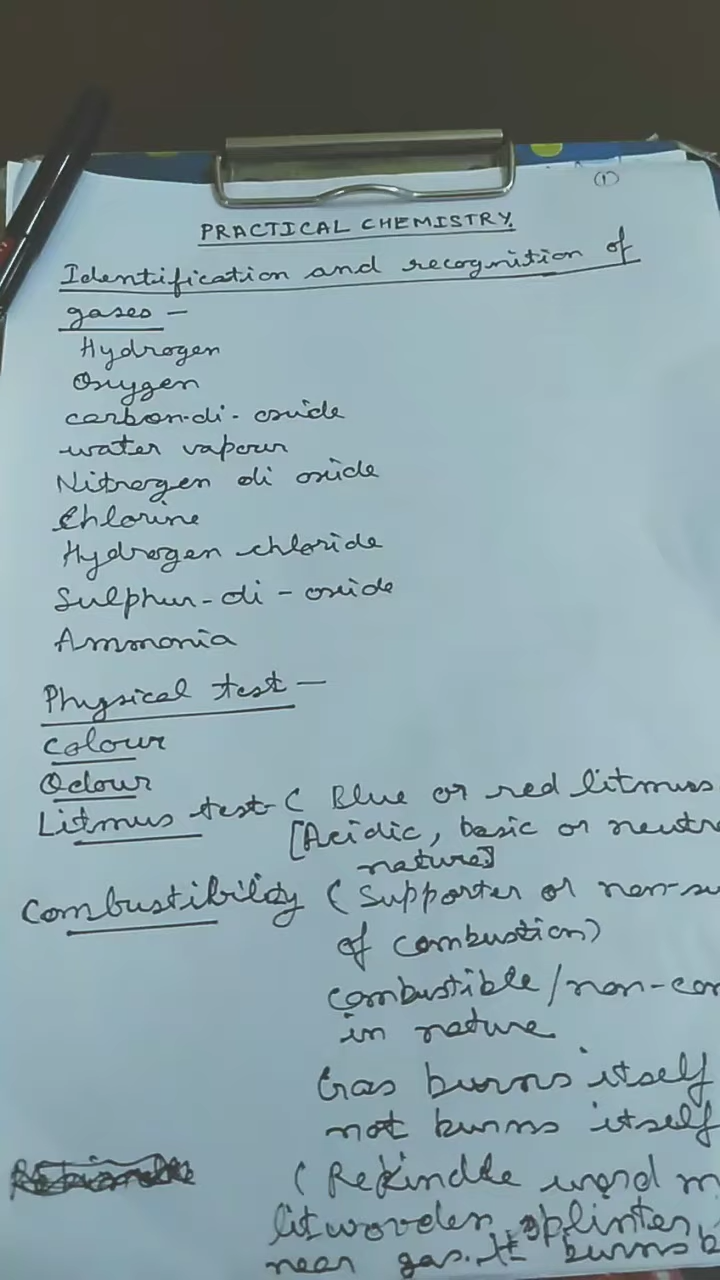 (1)
PRACTICAL CHEMISTRY.
Identification and recognition of
gases -
Hydrogen
Oxygen
carbon-di-oxide
water vapour
Nitrogen di oxide
Chlorine
Hydrogen chloride
Sulphur-di-oxide
Ammonia
Physical test -
Colour
Odour
Litmus test- ( Blue or red litmus
[Acidic, basic or neutr
nature]
Combustibility (Supporter or non-su
of combustion)
combustible/non-com
in nature
Gas burns itself
not burns itself
(Rekindle word m
lit wooden splinter
near gas. It burns b